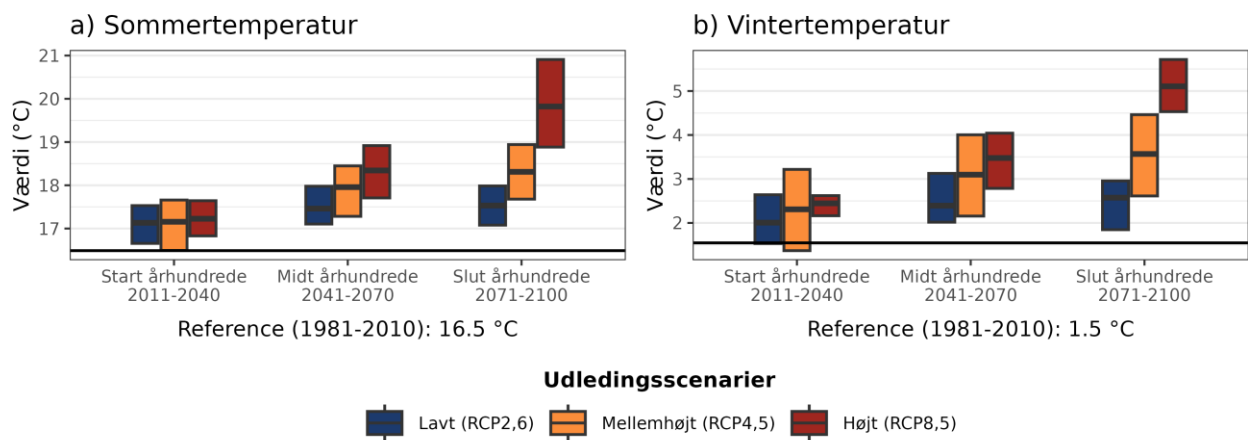 a) Sommertemperatur
Værdi (°C)
21
20
19
18
17
Start århundrede
2011-2040
Midt århundrede
2041-2070
Slut århundrede
2071-2100
Reference (1981-2010): 16.5 °C
b) Vintertemperatur
Værdi (°C)
5
4
3
2
Start århundrede
2011-2040
Midt århundrede
2041-2070
Slut århundrede
2071-2100
Reference (1981-2010): 1.5 °C
Udledingsscenarier
Lavt (RCP2,6)
Mellemhøjt (RCP4,5)
Højt (RCP8,5)